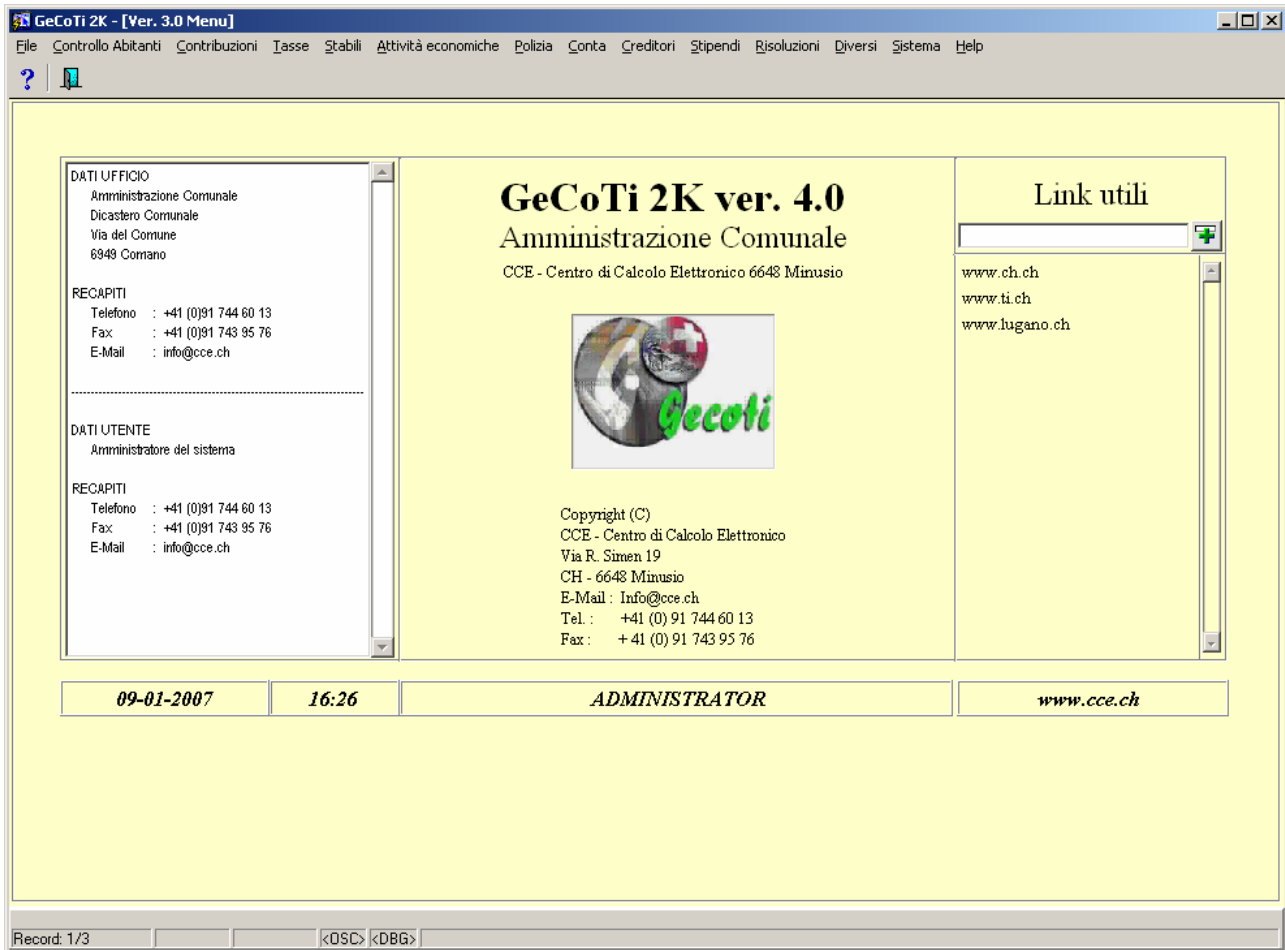 GeCoTi 2K - [Ver. 3.0 Menu]
File Controllo Abitanti Contribuzioni Tasse Stabili Attività economiche Polizia Conta Creditori Stipendi Risoluzioni Diversi Sistema Help
?
DATI UFFICIO
Amministrazione Comunale
Dicastero Comunale
Via del Comune
6949 Comano
RECAPITI
Telefono : +41 (0)91 744 60 13
Fax : +41 (0)91 743 95 76
E-Mail : info@cce.ch
DATI UTENTE
Amministratore del sistema
RECAPITI
Telefono : +41 (0)91 744 60 13
Fax : +41 (0)91 743 95 76
E-Mail : info@cce.ch
GeCoTi 2K ver. 4.0
Amministrazione Comunale
CCE - Centro di Calcolo Elettronico 6648 Minusio
Gecoti
Copyright (C)
CCE - Centro di Calcolo Elettronico
Via R. Simen 19
CH - 6648 Minusio
E-Mail : Info@cce.ch
Tel. : +41 (0) 91 744 60 13
Fax : + 41 (0) 91 743 95 76
Link utili
www.ch.ch
www.ti.ch
www.lugano.ch
09-01-2007 16:26 ADMINISTRATOR www.cce.ch
Record: 1/3 <OSC> <DBG>